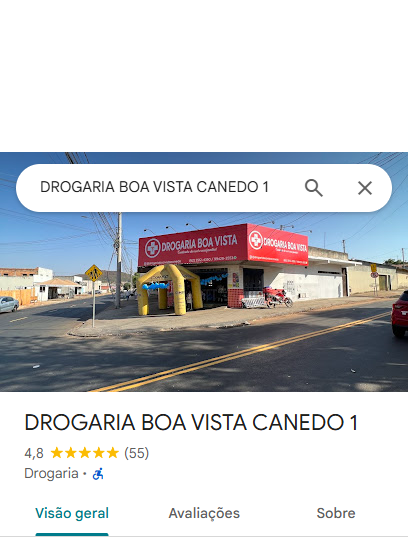 DROGARIA BOA VISTA CANEDO 1
DROGARIA BOA VISTA
DROGARIA BOA VISTA
DROGARIA BOA VISTA CANEDO 1
4,8 (55)
Drogaria ·
Visão geral Avaliações Sobre